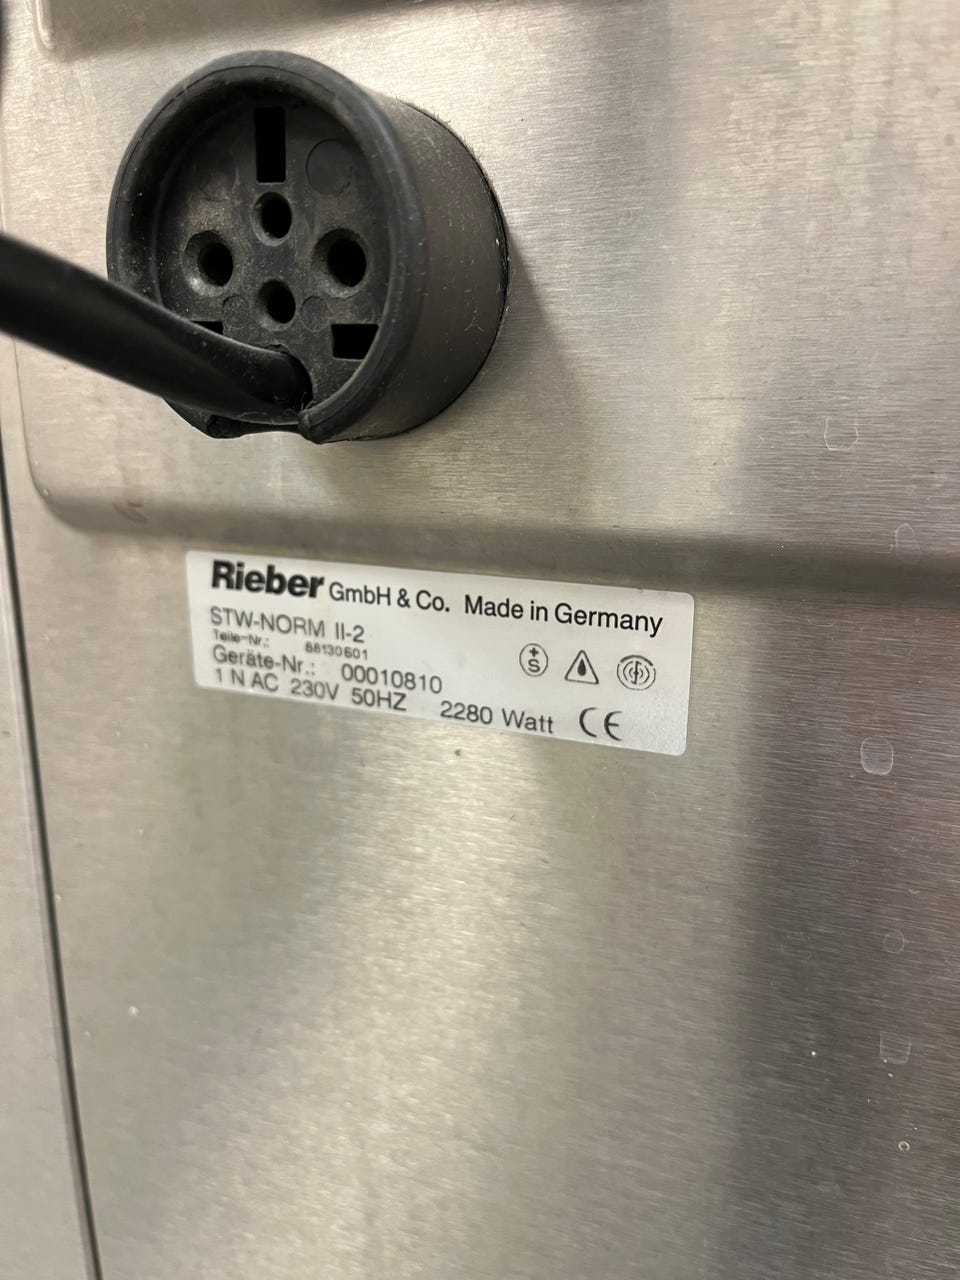 Rieber GmbH & Co. Made in Germany
STW-NORM II-2
Teile-Nr.: 88130601
Geräte-Nr.: 00010810
1 N AC 230V 50HZ 2280 Watt CE